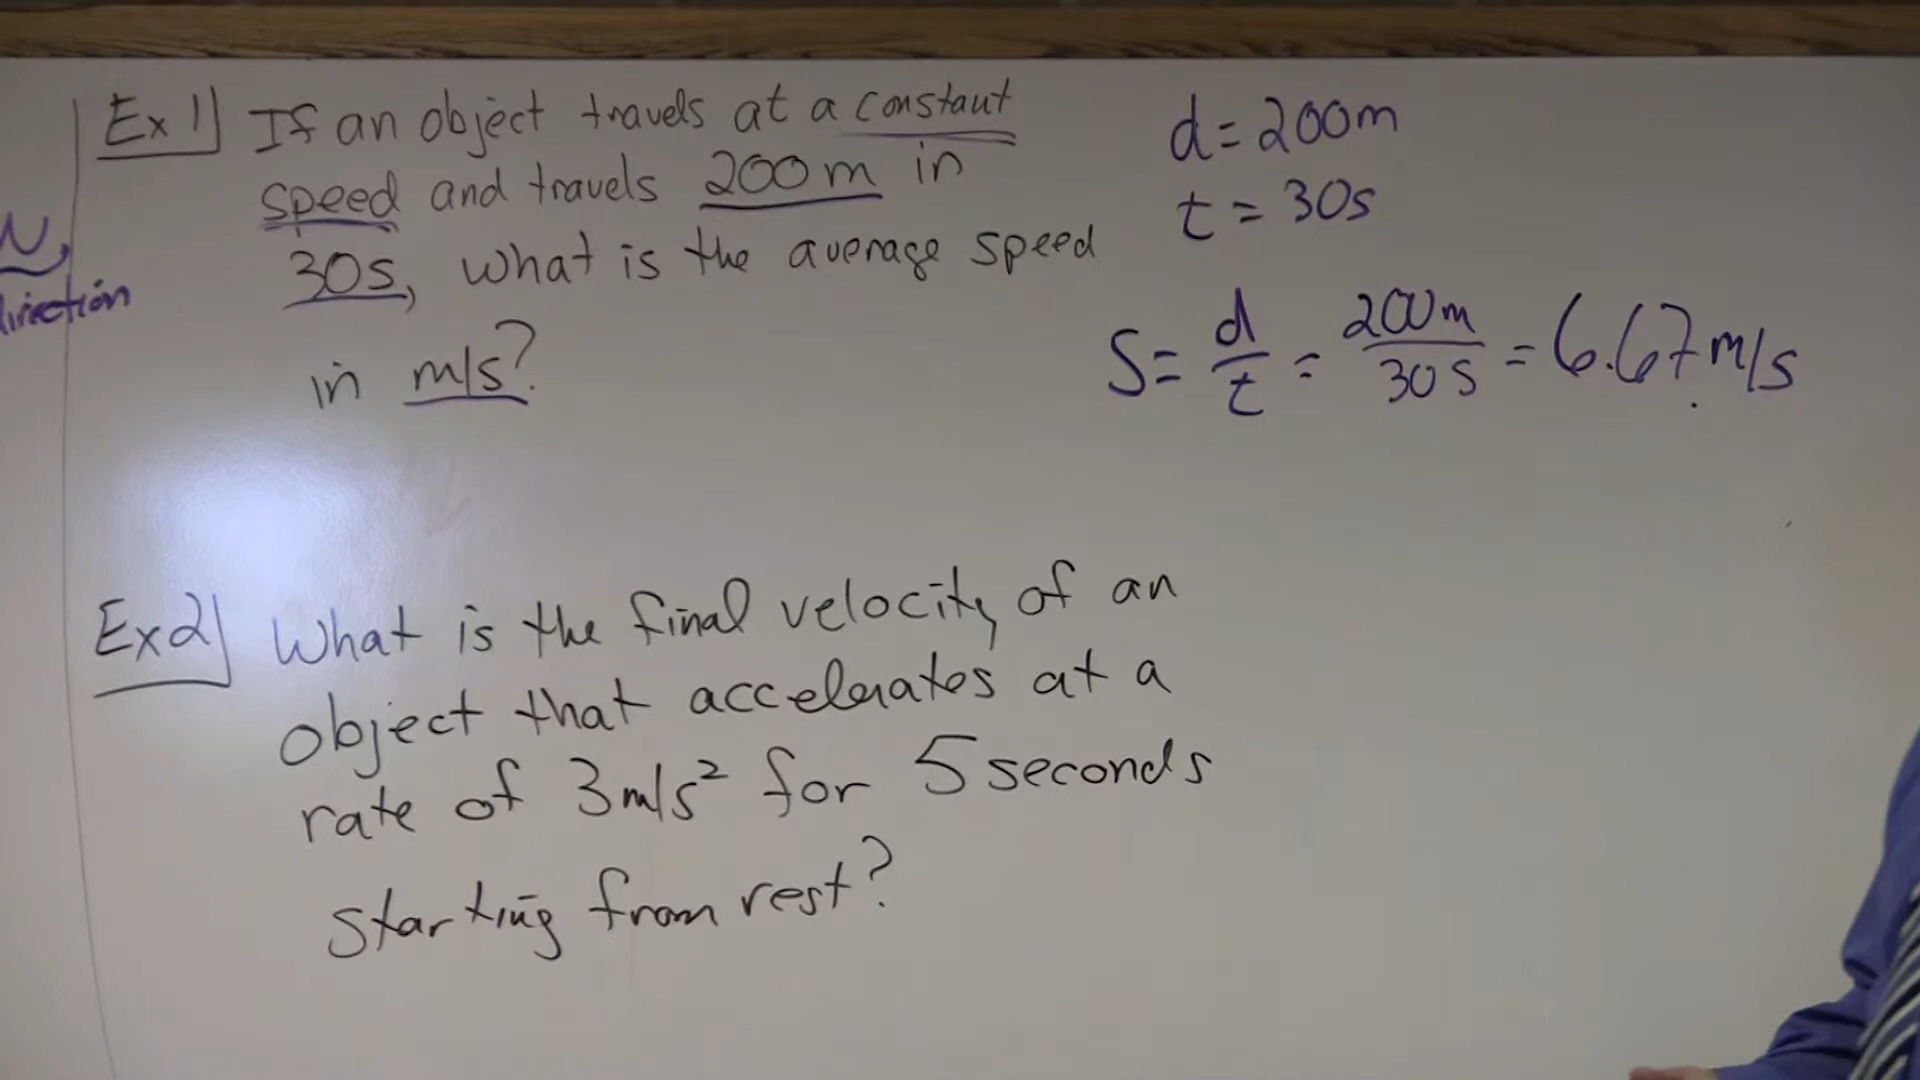 Ex 1) If an object travels at a constant
speed and travels 200m in
30s, what is the average speed
in m/s?
d = 200m
t = 30s
S = d/t = 200m/30s = 6.67 m/s
N,
direction
Ex 2) What is the final velocity of an
object that accelerates at a
rate of 3m/s² for 5 seconds
starting from rest?